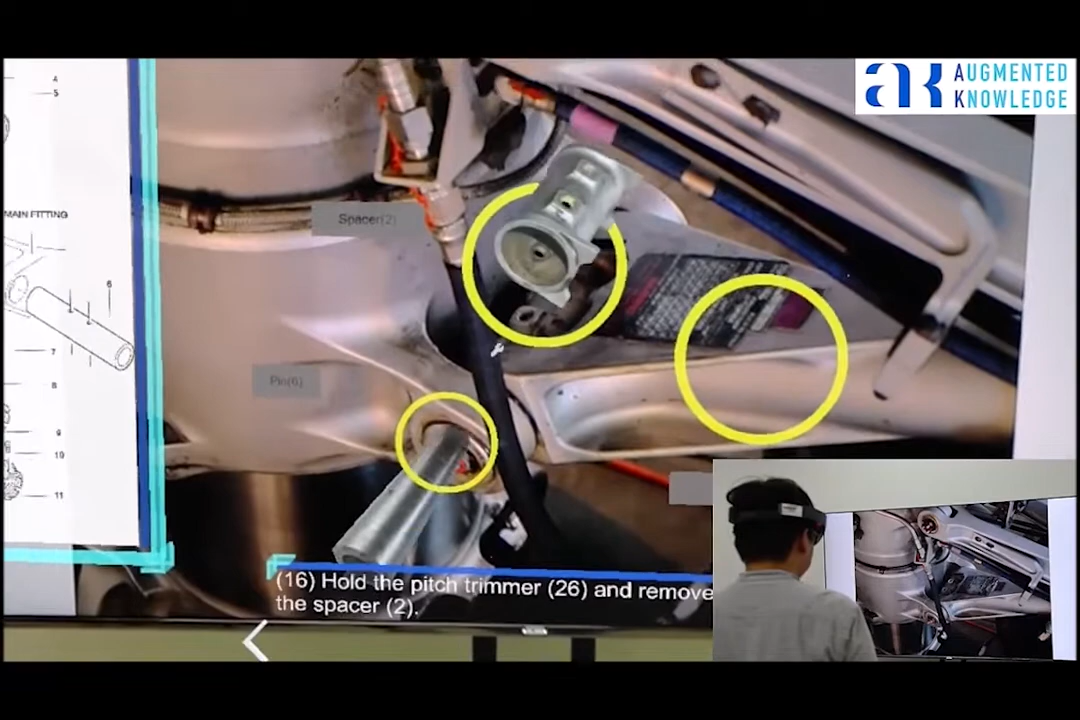 AUGMENTED
KNOWLEDGE
4
5
MAIN FITTING
6
7
8
9
10
11
Spacer(2)
Pin(6)
(16) Hold the pitch trimmer (26) and remove
the spacer (2).